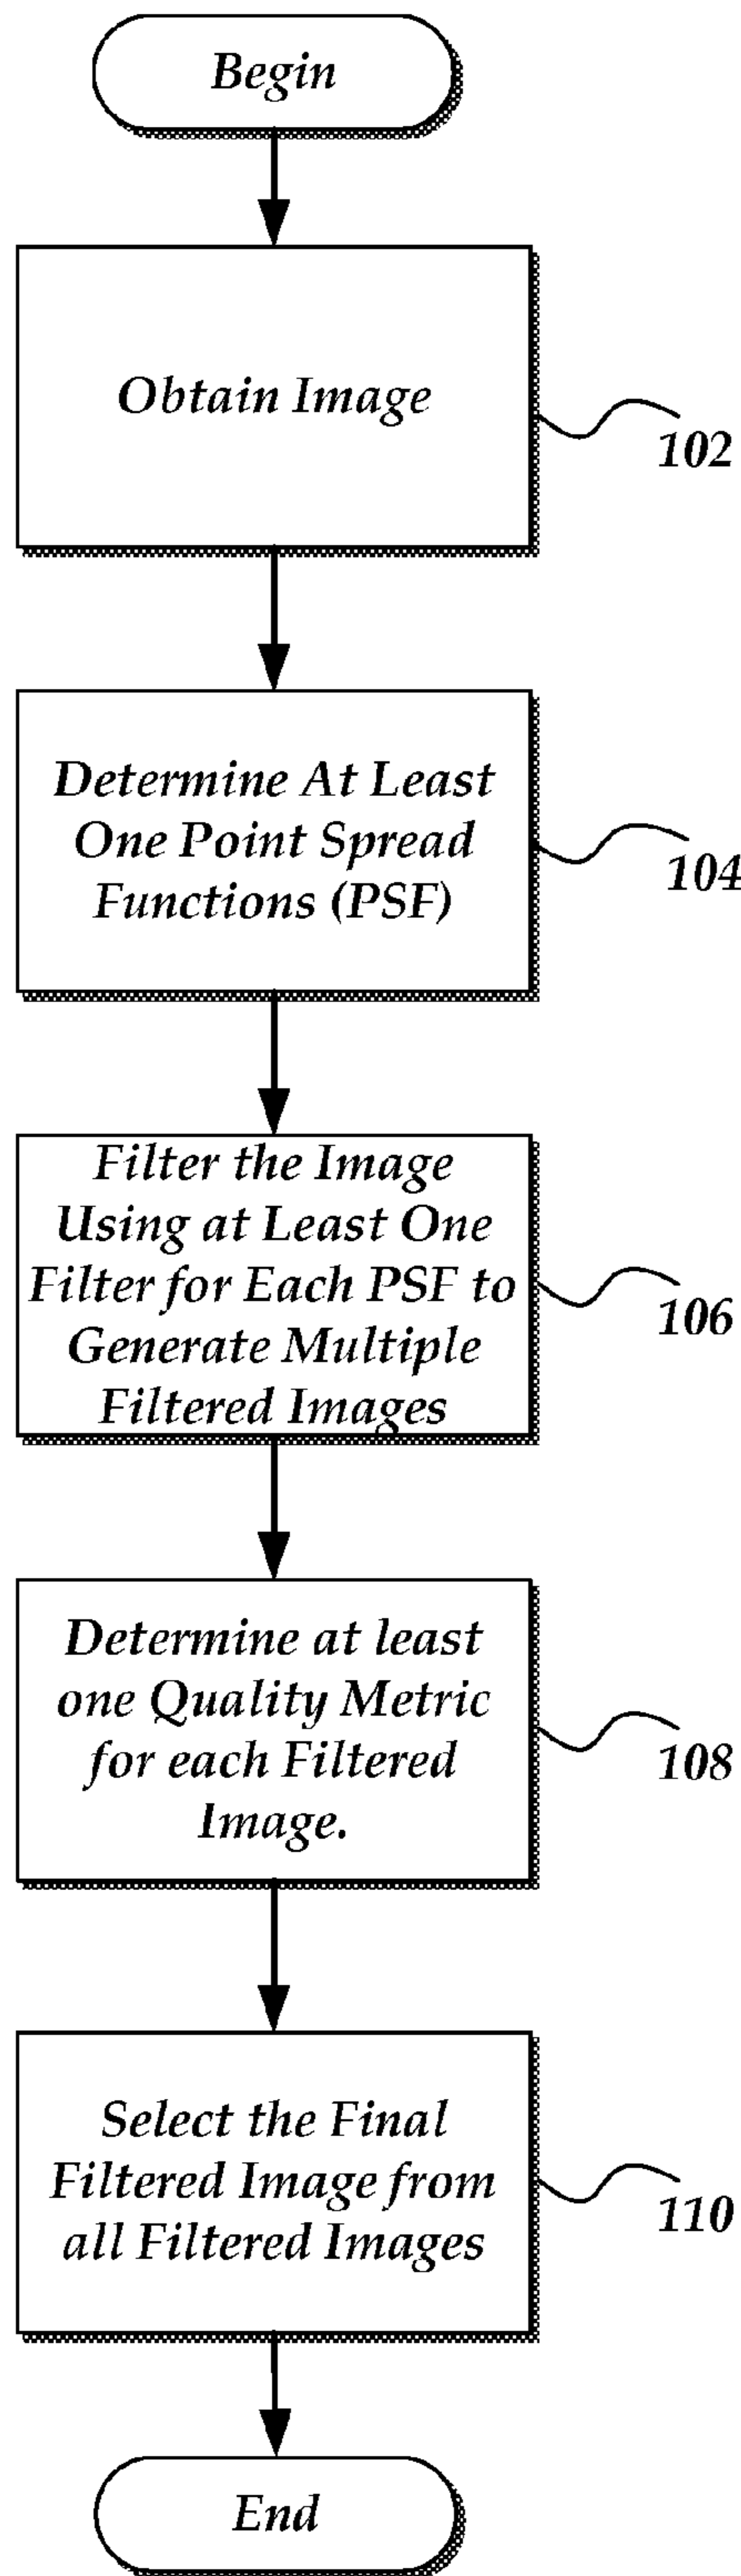 Begin
Obtain Image
102
Determine At Least
One Point Spread
Functions (PSF)
104
Filter the Image
Using at Least One
Filter for Each PSF to
Generate Multiple
Filtered Images
106
Determine at least
one Quality Metric
for each Filtered
Image.
108
Select the Final
Filtered Image from
all Filtered Images
110
End